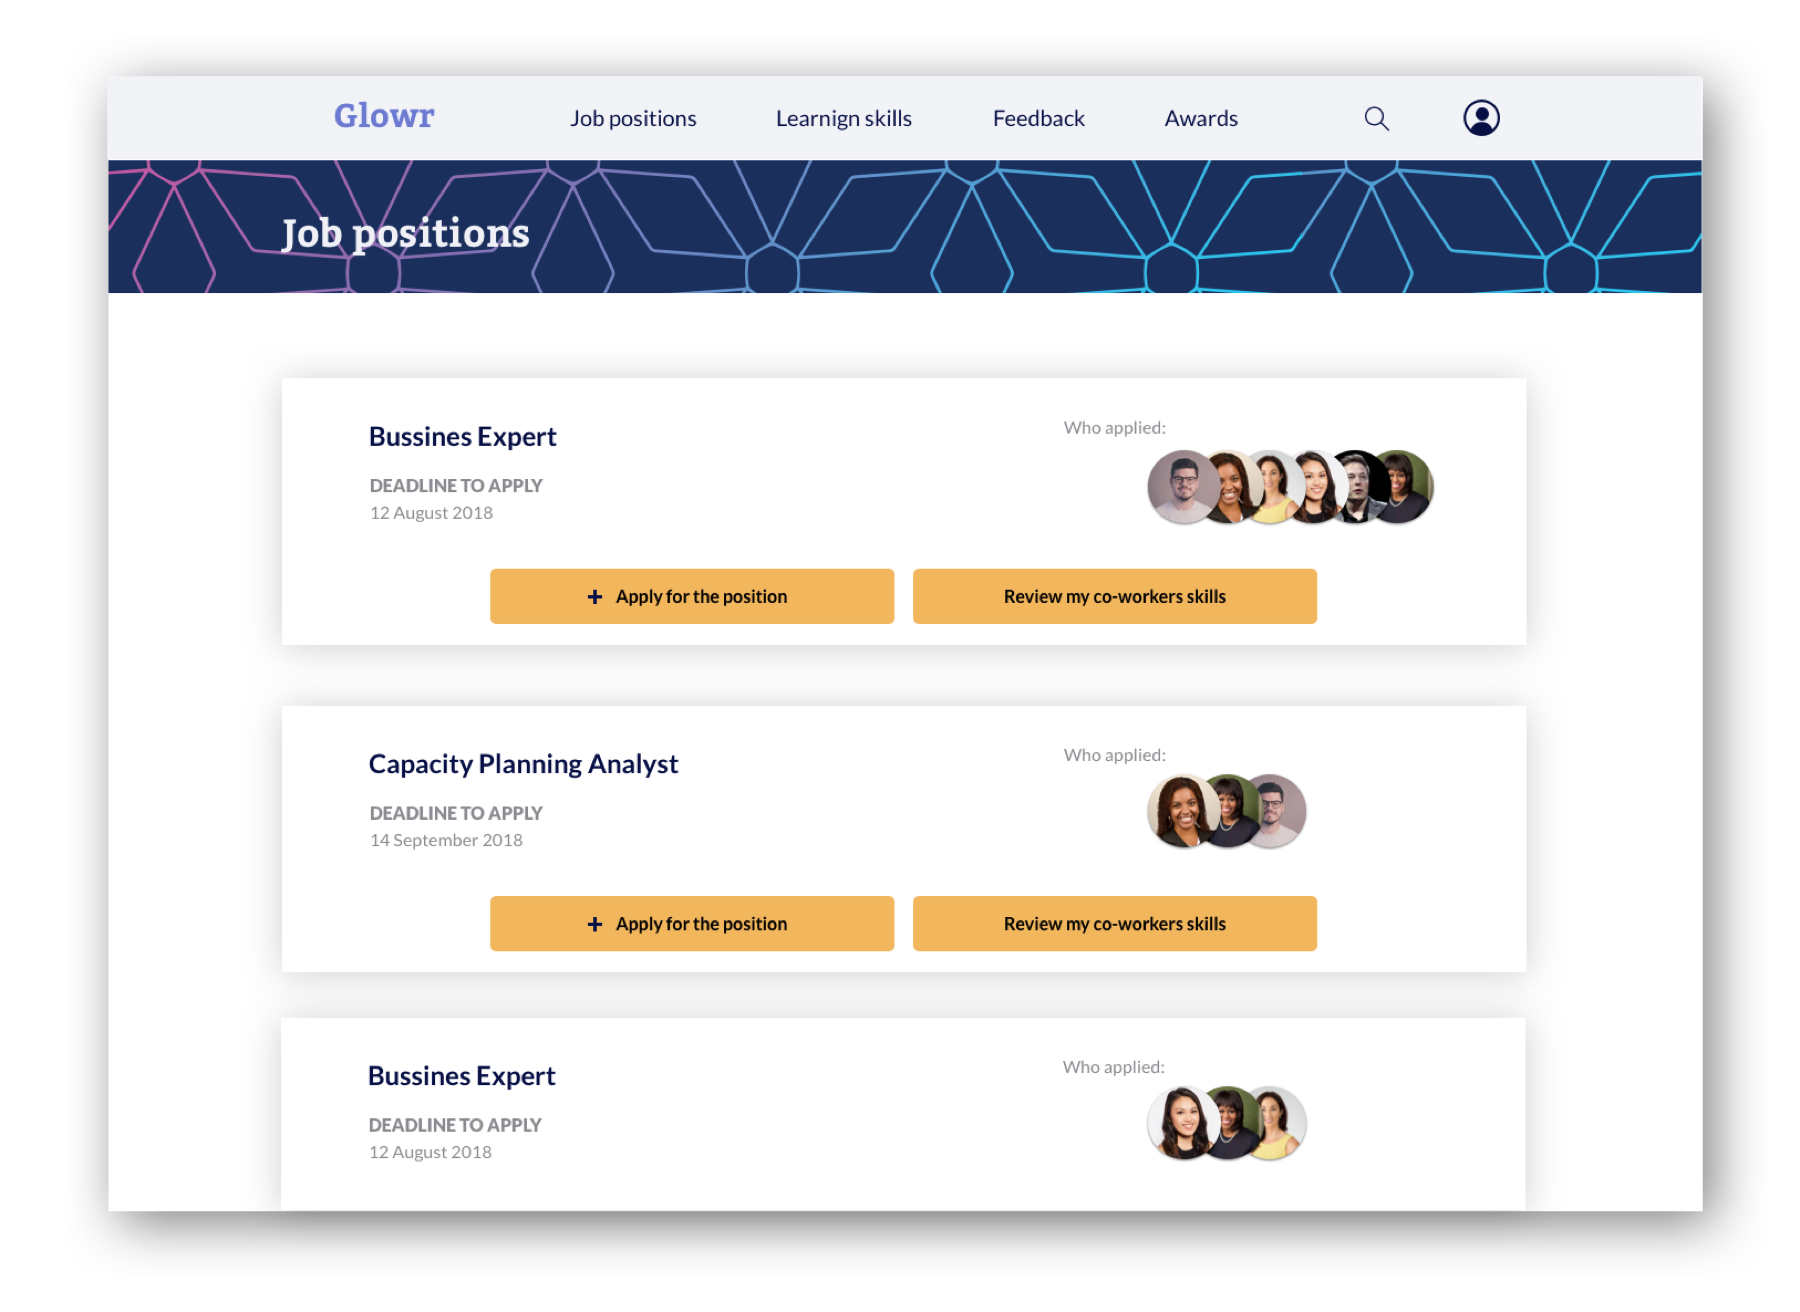 Glowr
Job positions
Learnign skills
Feedback
Awards
Job positions
Bussines Expert
Who applied:
DEADLINE TO APPLY
12 August 2018
+ Apply for the position
Review my co-workers skills
Capacity Planning Analyst
Who applied:
DEADLINE TO APPLY
14 September 2018
+ Apply for the position
Review my co-workers skills
Bussines Expert
Who applied:
DEADLINE TO APPLY
12 August 2018